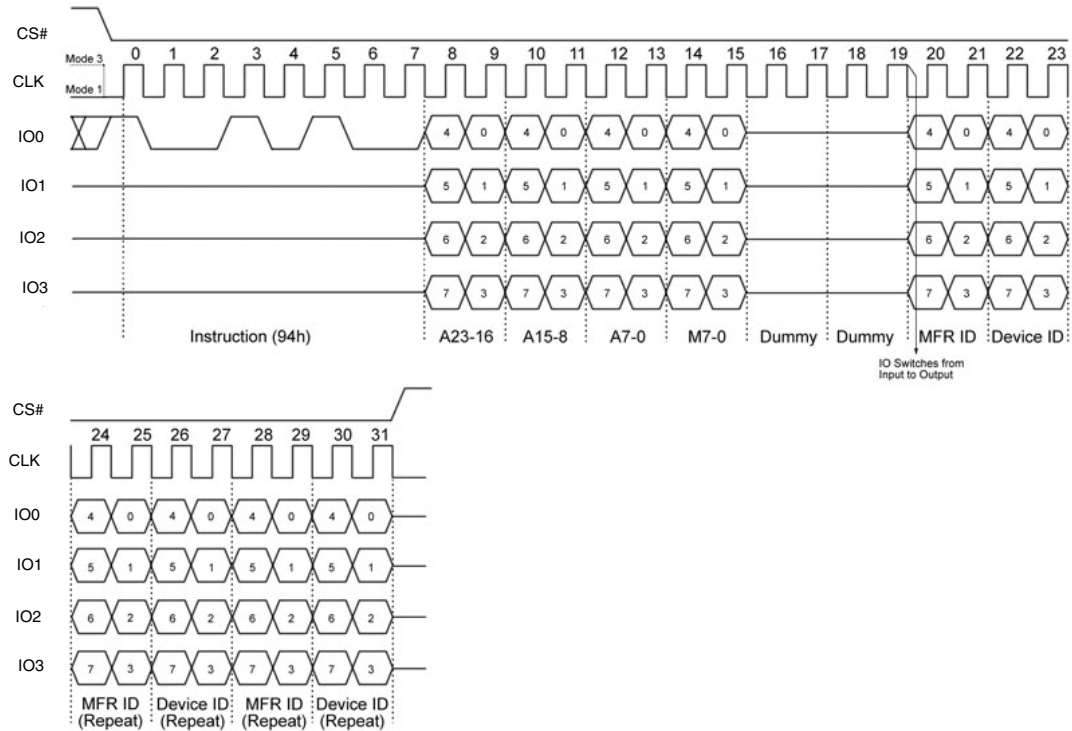 CS#
0 1 2 3 4 5 6 7 8 9 10 11 12 13 14 15 16 17 18 19 20 21 22 23
Mode 3
CLK
Mode 1
IO0 4 0 4 0 4 0 4 0 4 0 4 0
IO1 5 1 5 1 5 1 5 1 5 1 5 1
IO2 6 2 6 2 6 2 6 2 6 2 6 2
IO3 7 3 7 3 7 3 7 3 7 3 7 3
Instruction (94h) A23-16 A15-8 A7-0 M7-0 Dummy Dummy MFR ID Device ID
IO Switches from
Input to Output
CS#
24 25 26 27 28 29 30 31
CLK
IO0 4 0 4 0 4 0 4 0
IO1 5 1 5 1 5 1 5 1
IO2 6 2 6 2 6 2 6 2
IO3 7 3 7 3 7 3 7 3
MFR ID Device ID MFR ID Device ID
(Repeat) (Repeat) (Repeat) (Repeat)